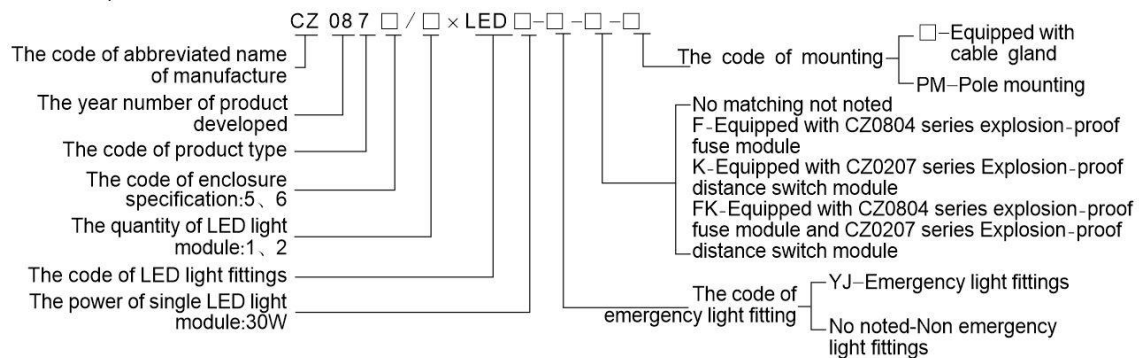 CZ 08 7 □ / □ × LED □-□-□-□
The code of abbreviated name
of manufacture
The year number of product
developed
The code of product type
The code of enclosure
specification:5、6
The quantity of LED light
module:1、2
The code of LED light fittings
The power of single LED light
module:30W
The code of mounting
□-Equipped with
cable gland
PM-Pole mounting
No matching not noted
F-Equipped with CZ0804 series explosion-proof
fuse module
K-Equipped with CZ0207 series Explosion-proof
distance switch module
FK-Equipped with CZ0804 series explosion-proof
fuse module and CZ0207 series Explosion-proof
distance switch module
The code of
emergency light fitting
YJ-Emergency light fittings
No noted-Non emergency
light fittings